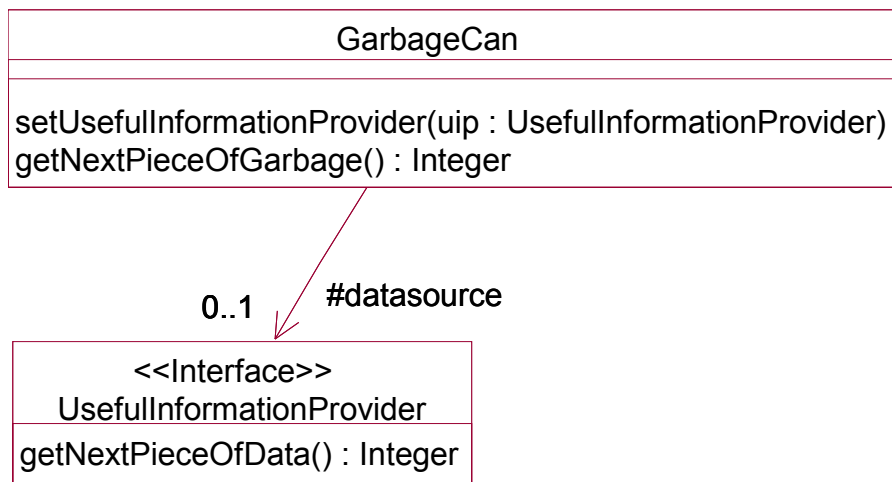 GarbageCan
setUsefulInformationProvider(uip : UsefulInformationProvider)
getNextPieceOfGarbage() : Integer
0..1
#datasource
<<Interface>>
UsefulInformationProvider
getNextPieceOfData() : Integer